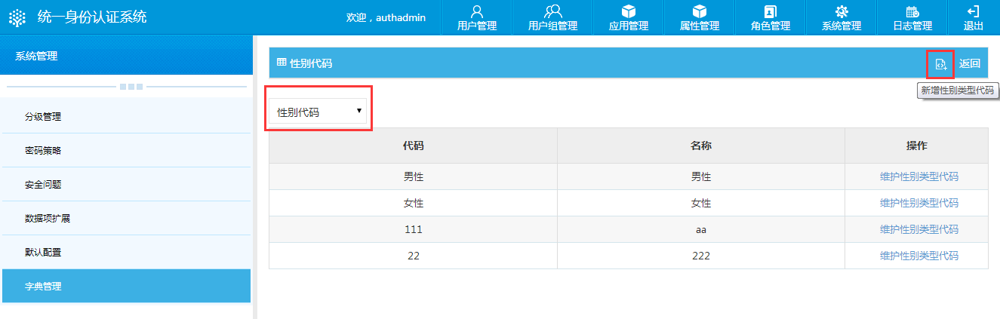 统一身份认证系统
欢迎，authadmin
用户管理
用户组管理
应用管理
属性管理
角色管理
系统管理
日志管理
退出
系统管理
分级管理
密码策略
安全问题
数据项扩展
默认配置
字典管理
性别代码
返回
新增性别类型代码
性别代码
代码 名称 操作
男性 男性 维护性别类型代码
女性 女性 维护性别类型代码
111 aa 维护性别类型代码
22 222 维护性别类型代码